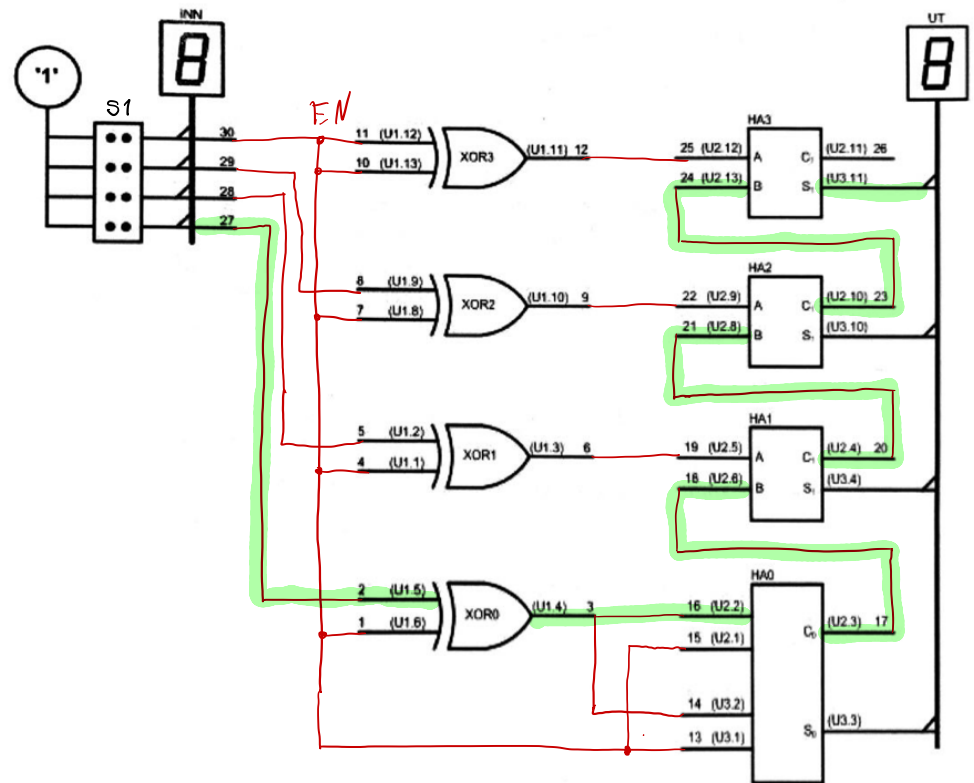 INN
UT
"1"
8
8
S1
EN
30
29
28
27
11 (U1.12)
10 (U1.13)
XOR3
(U1.11) 12
HA3
25 (U2.12) A
24 (U2.13) B
C₁ (U2.11) 26
S₁ (U3.11)
8 (U1.9)
7 (U1.8)
XOR2
(U1.10) 9
HA2
22 (U2.9) A
21 (U2.8) B
C₁ (U2.10) 23
S₁ (U3.10)
5 (U1.2)
4 (U1.1)
XOR1
(U1.3) 6
HA1
19 (U2.5) A
18 (U2.6) B
C₁ (U2.4) 20
S₁ (U3.4)
2 (U1.5)
1 (U1.6)
XOR0
(U1.4) 3
HA0
16 (U2.2)
15 (U2.1)
C₀ (U2.3) 17
14 (U3.2)
13 (U3.1)
S₀ (U3.3)